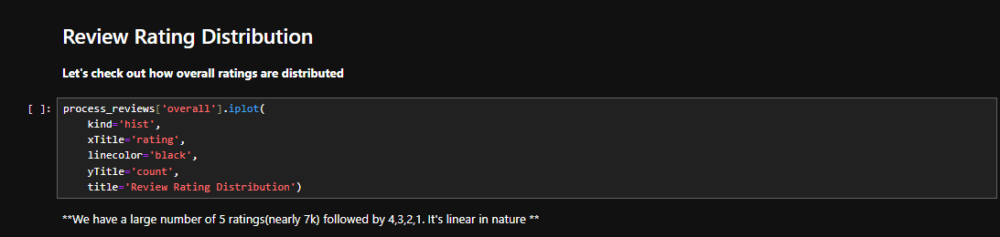 Review Rating Distribution
Let's check out how overall ratings are distributed
[ ]: process_reviews['overall'].iplot(
kind='hist',
xTitle='rating',
linecolor='black',
yTitle='count',
title='Review Rating Distribution')
**We have a large number of 5 ratings(nearly 7k) followed by 4,3,2,1. It's linear in nature **